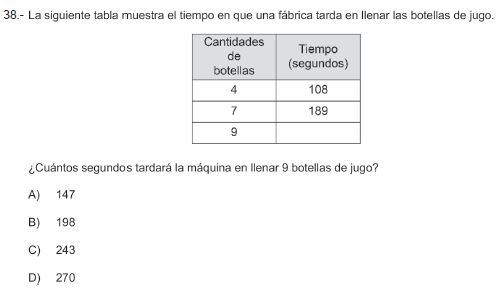 38.- La siguiente tabla muestra el tiempo en que una fábrica tarda en llenar las botellas de jugo.
Cantidades de botellas Tiempo (segundos)
4 108
7 189
9
¿Cuántos segundos tardará la máquina en llenar 9 botellas de jugo?
A) 147
B) 198
C) 243
D) 270